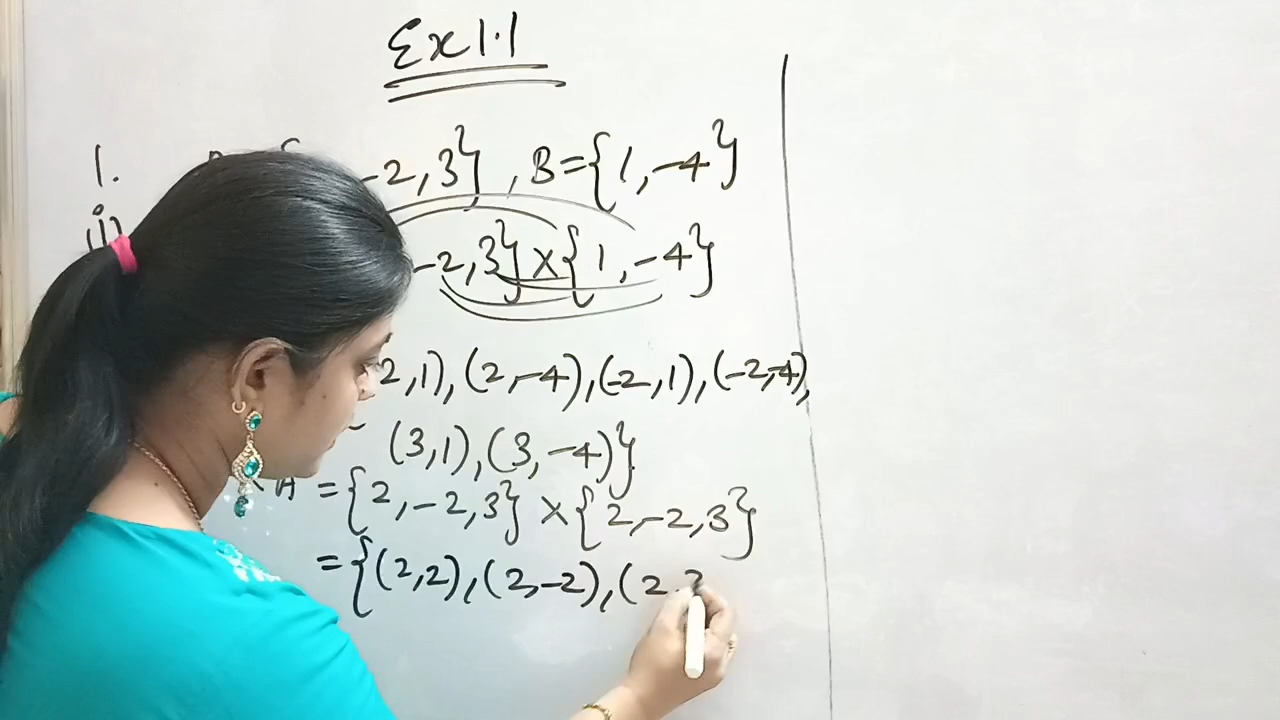 Ex 1.1
1. -2,3} , B={1,-4}
-2,3}×{1,-4}
2,1),(2,-4),(-2,1),(-2,-4),
(3,1),(3,-4)}
A = {2,-2,3} × {2,-2,3}
= {(2,2),(2,-2),(2